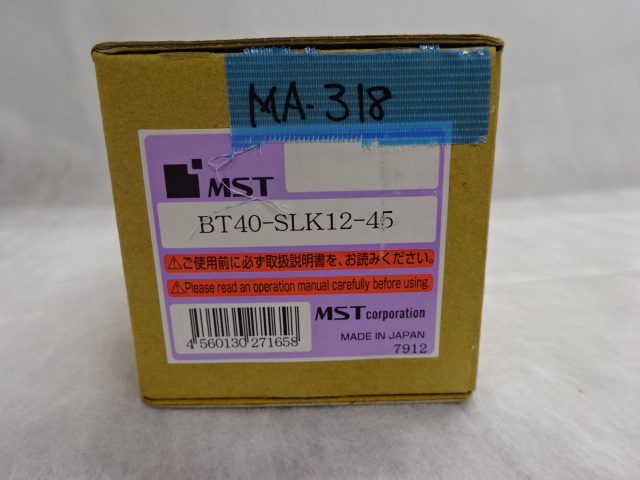 MA-318
MST
BT40-SLK12-45
⚠ご使用前に必ず取扱説明書を、お読みください。
⚠Please read an operation manual carefully before using.
MST corporation
4 560130 271658
MADE IN JAPAN
7912